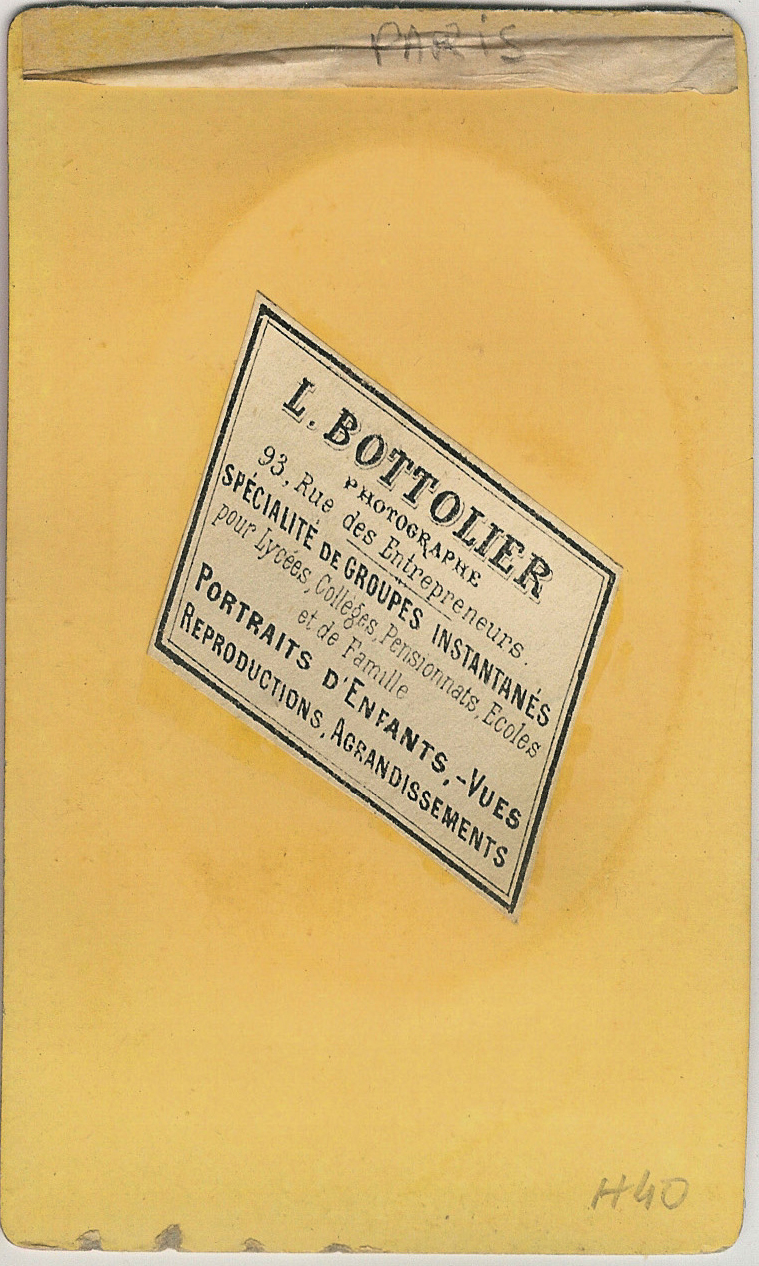 PARIS
L. BOTTOLIER
PHOTOGRAPHE
93, Rue des Entrepreneurs.
SPÉCIALITÉ DE GROUPES INSTANTANÉS
pour Lycées, Collèges, Pensionnats, Ecoles
et de Famille
PORTRAITS D'ENFANTS,-VUES
REPRODUCTIONS, AGRANDISSEMENTS
H40